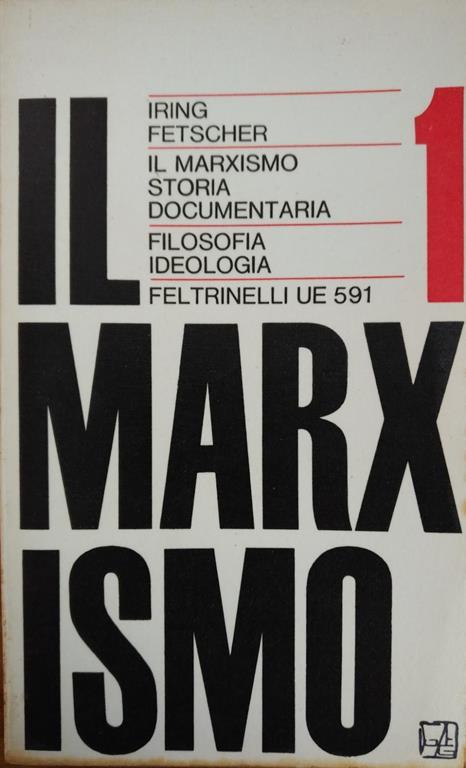 IL
IRING
FETSCHER
IL MARXISMO
STORIA
DOCUMENTARIA
FILOSOFIA
IDEOLOGIA
FELTRINELLI UE 591
1
MARX
ISMO